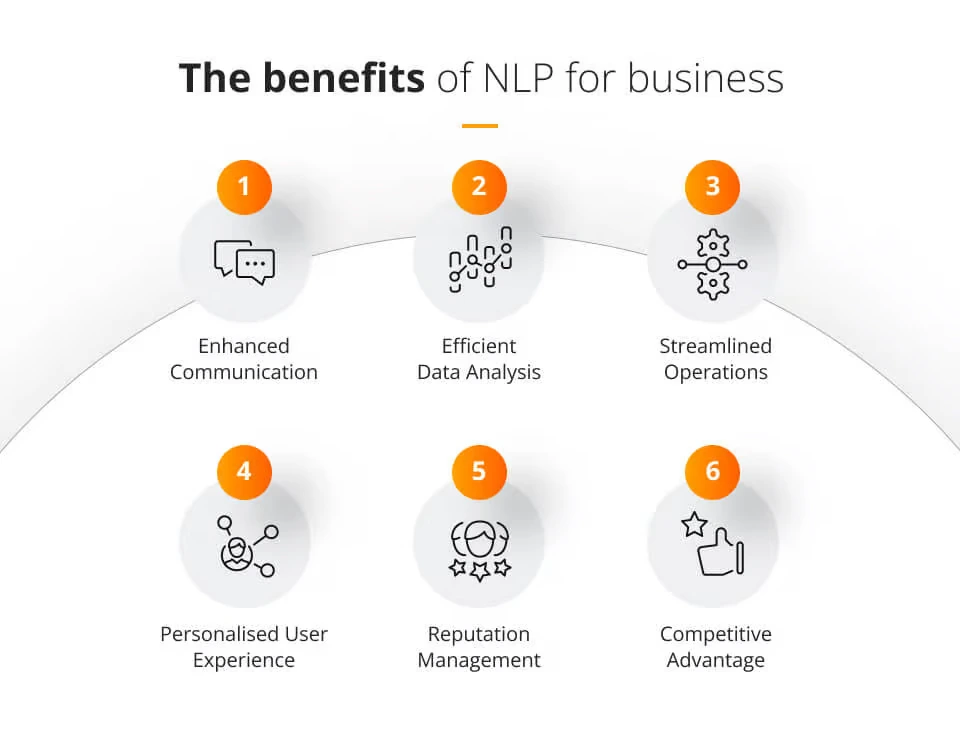 The benefits of NLP for business
1
2
3
Enhanced
Communication
Efficient
Data Analysis
Streamlined
Operations
4
5
6
Personalised User
Experience
Reputation
Management
Competitive
Advantage